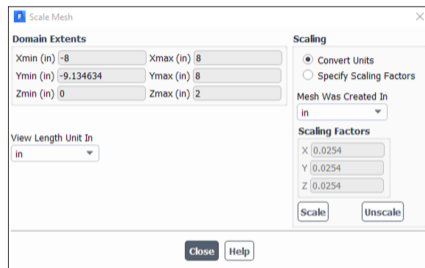 Scale Mesh
Domain Extents
Xmin (in) -8 Xmax (in) 8
Ymin (in) -9.134634 Ymax (in) 8
Zmin (in) 0 Zmax (in) 2
View Length Unit In
in
Scaling
Convert Units
Specify Scaling Factors
Mesh Was Created In
in
Scaling Factors
X 0.0254
Y 0.0254
Z 0.0254
Scale Unscale
Close Help